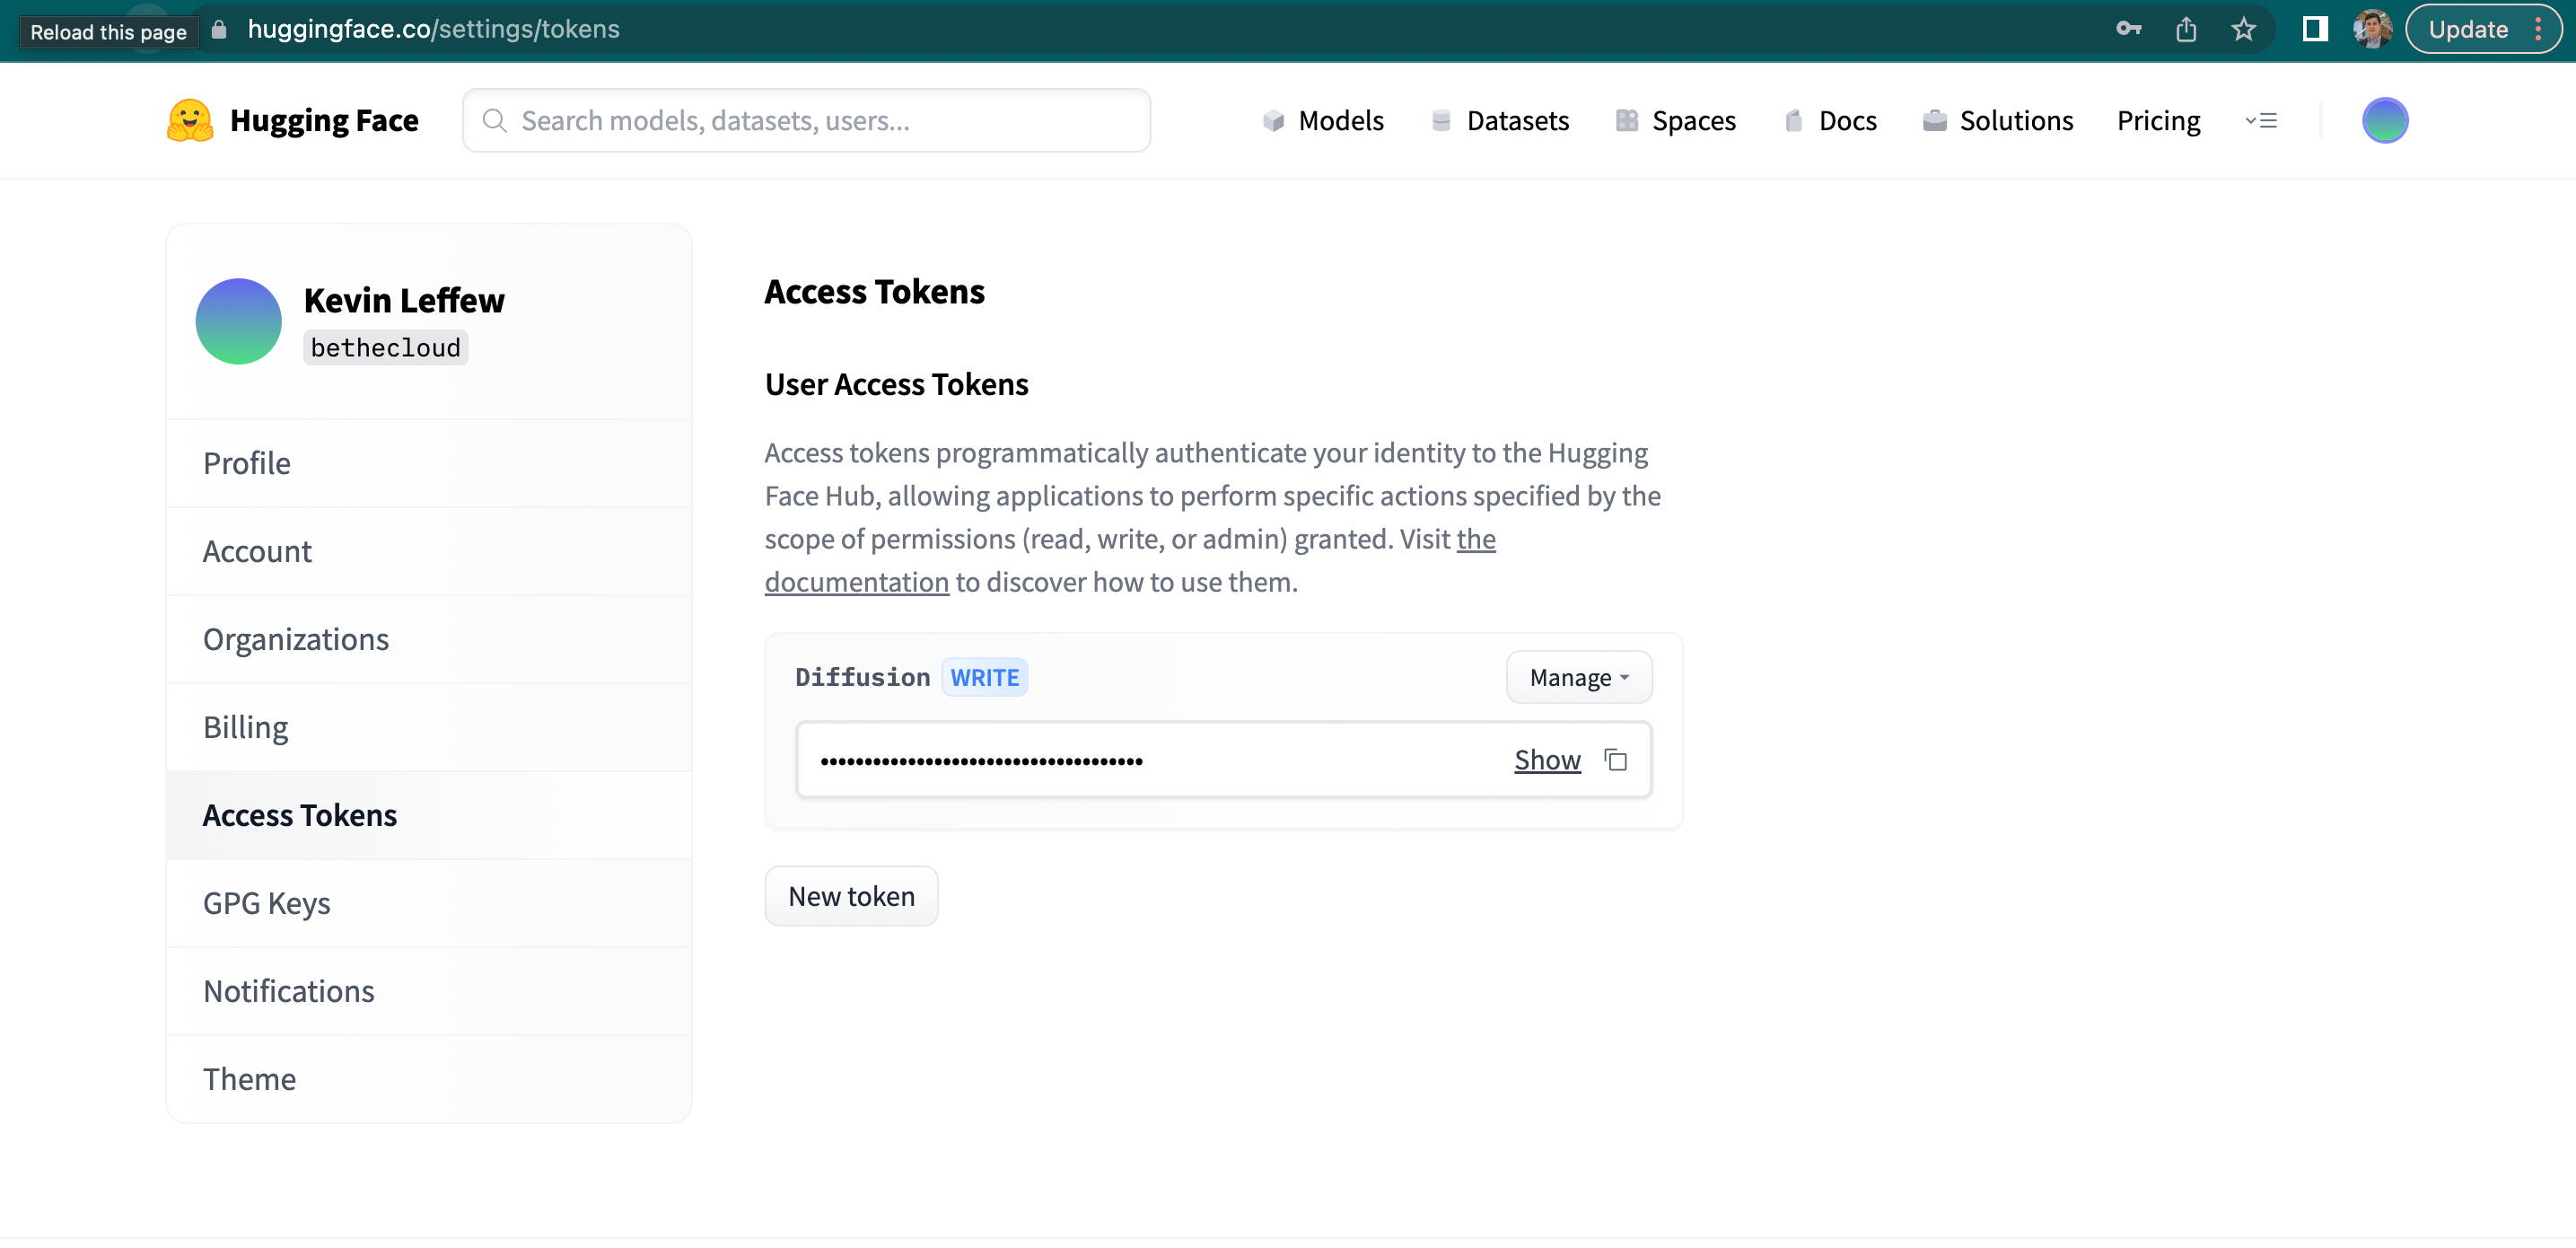 Reload this page
huggingface.co/settings/tokens
Update
Hugging Face
Search models, datasets, users...
Models
Datasets
Spaces
Docs
Solutions
Pricing
Kevin Leffew
bethecloud
Profile
Account
Organizations
Billing
Access Tokens
GPG Keys
Notifications
Theme
Access Tokens
User Access Tokens
Access tokens programmatically authenticate your identity to the Hugging
Face Hub, allowing applications to perform specific actions specified by the
scope of permissions (read, write, or admin) granted. Visit the
documentation to discover how to use them.
Diffusion WRITE
Manage
•••••••••••••••••••••••••••••••••••••
Show
New token